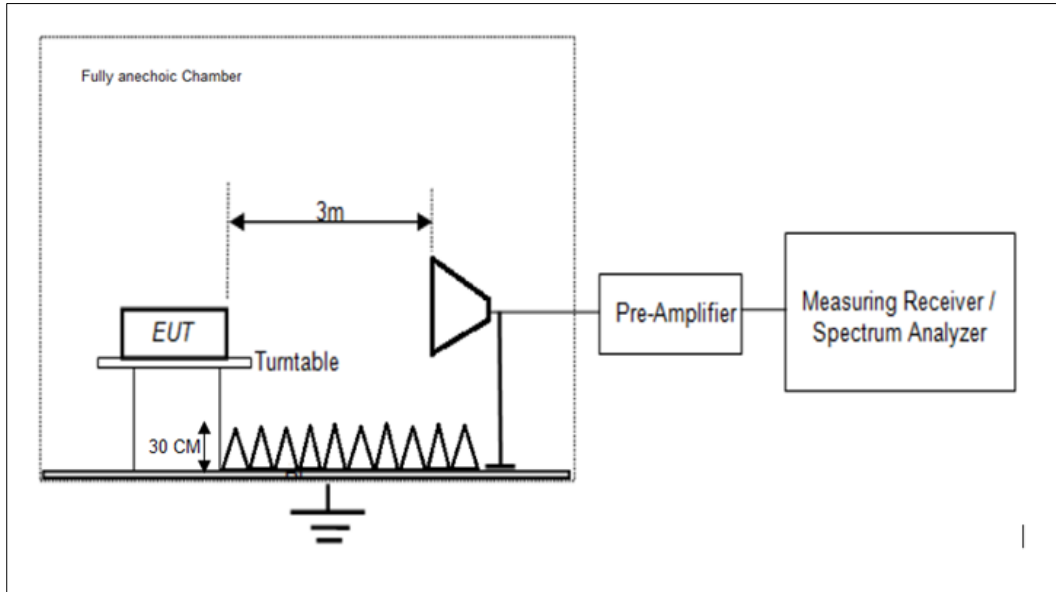 Fully anechoic Chamber
3m
EUT
Turntable
30 CM
Pre-Amplifier
Measuring Receiver /
Spectrum Analyzer